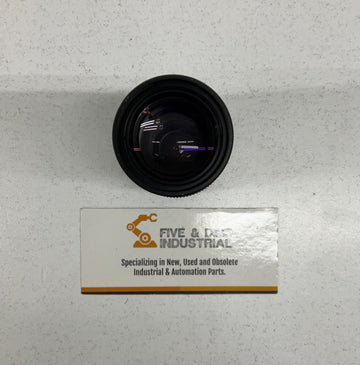 FIVE &
INDUSTRIAL
Specializing in New, Used and Obsolete
Industrial & Automation Parts.